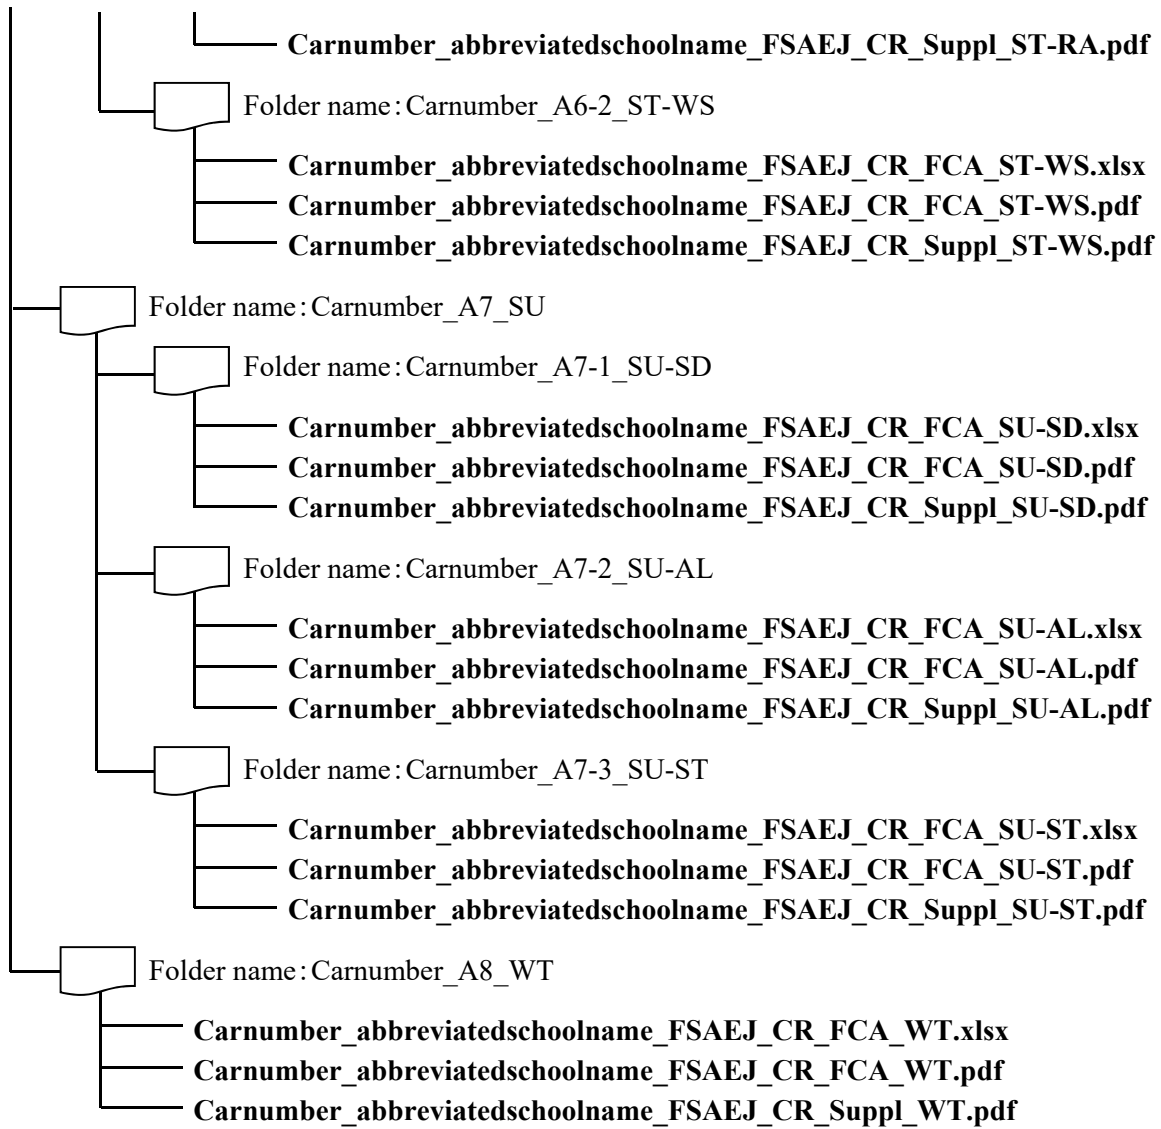 Carnumber_abbreviatedschoolname_FSAEJ_CR_Suppl_ST-RA.pdf
Folder name:Carnumber_A6-2_ST-WS
Carnumber_abbreviatedschoolname_FSAEJ_CR_FCA_ST-WS.xlsx
Carnumber_abbreviatedschoolname_FSAEJ_CR_FCA_ST-WS.pdf
Carnumber_abbreviatedschoolname_FSAEJ_CR_Suppl_ST-WS.pdf
Folder name:Carnumber_A7_SU
Folder name:Carnumber_A7-1_SU-SD
Carnumber_abbreviatedschoolname_FSAEJ_CR_FCA_SU-SD.xlsx
Carnumber_abbreviatedschoolname_FSAEJ_CR_FCA_SU-SD.pdf
Carnumber_abbreviatedschoolname_FSAEJ_CR_Suppl_SU-SD.pdf
Folder name:Carnumber_A7-2_SU-AL
Carnumber_abbreviatedschoolname_FSAEJ_CR_FCA_SU-AL.xlsx
Carnumber_abbreviatedschoolname_FSAEJ_CR_FCA_SU-AL.pdf
Carnumber_abbreviatedschoolname_FSAEJ_CR_Suppl_SU-AL.pdf
Folder name:Carnumber_A7-3_SU-ST
Carnumber_abbreviatedschoolname_FSAEJ_CR_FCA_SU-ST.xlsx
Carnumber_abbreviatedschoolname_FSAEJ_CR_FCA_SU-ST.pdf
Carnumber_abbreviatedschoolname_FSAEJ_CR_Suppl_SU-ST.pdf
Folder name:Carnumber_A8_WT
Carnumber_abbreviatedschoolname_FSAEJ_CR_FCA_WT.xlsx
Carnumber_abbreviatedschoolname_FSAEJ_CR_FCA_WT.pdf
Carnumber_abbreviatedschoolname_FSAEJ_CR_Suppl_WT.pdf